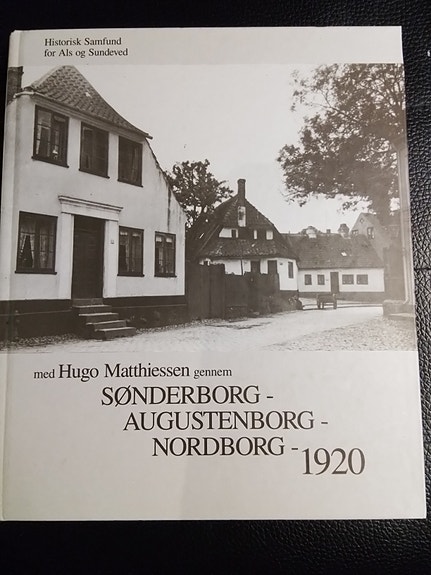 Historisk Samfund
for Als og Sundeved
med Hugo Matthiessen gennem
SØNDERBORG -
AUGUSTENBORG -
NORDBORG - 1920